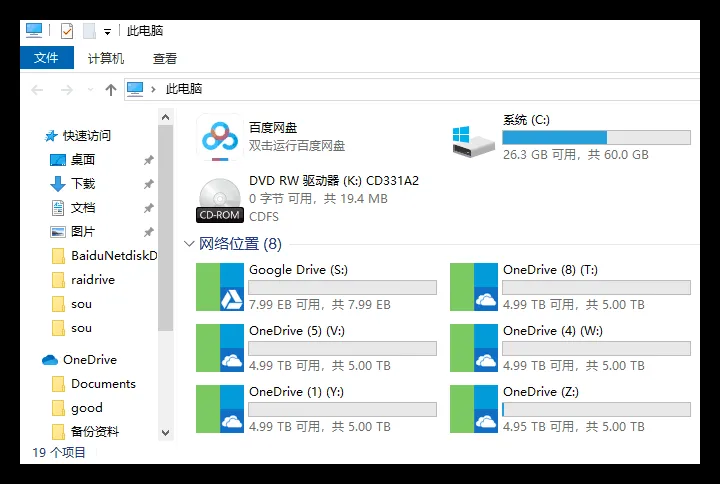 此电脑
文件 计算机 查看
此电脑
快速访问
桌面
下载
文档
图片
BaiduNetdiskD
raidrive
sou
sou
OneDrive
Documents
good
备份资料
百度网盘
双击运行百度网盘
系统 (C:)
26.3 GB 可用，共 60.0 GB
DVD RW 驱动器 (K:) CD331A2
0 字节 可用，共 19.4 MB
CDFS
CD-ROM
网络位置 (8)
Google Drive (S:)
7.99 EB 可用，共 7.99 EB
OneDrive (8) (T:)
4.99 TB 可用，共 5.00 TB
OneDrive (5) (V:)
4.99 TB 可用，共 5.00 TB
OneDrive (4) (W:)
4.99 TB 可用，共 5.00 TB
OneDrive (1) (Y:)
4.99 TB 可用，共 5.00 TB
OneDrive (Z:)
4.95 TB 可用，共 5.00 TB
19 个项目